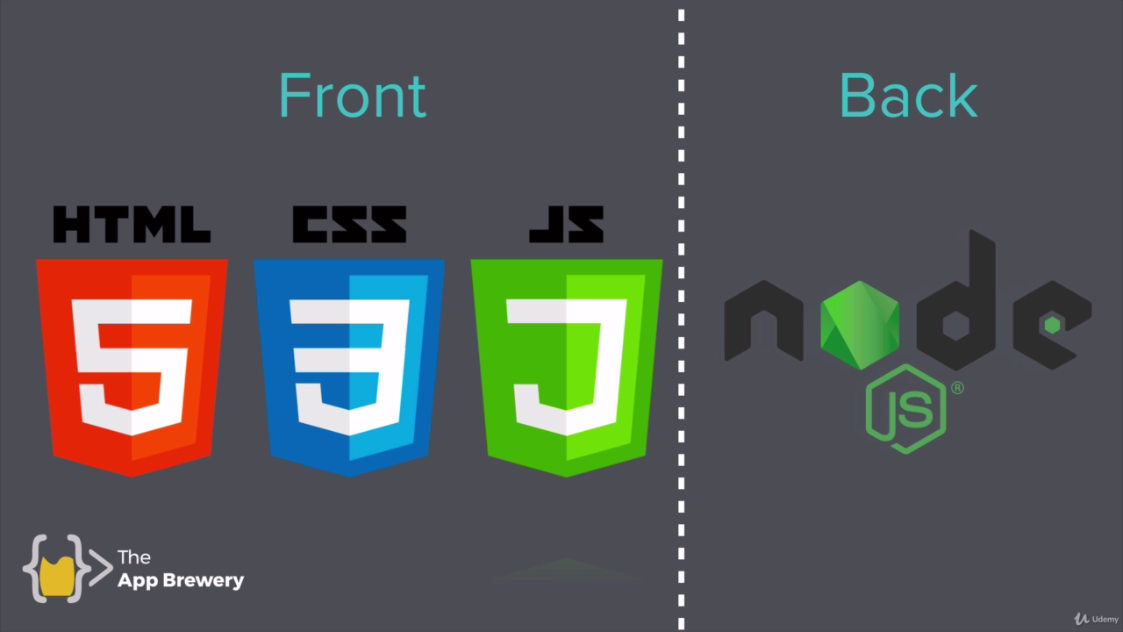 Front
Back
HTML
CSS
JS
5
3
J
node
JS®
The
App Brewery
Udemy